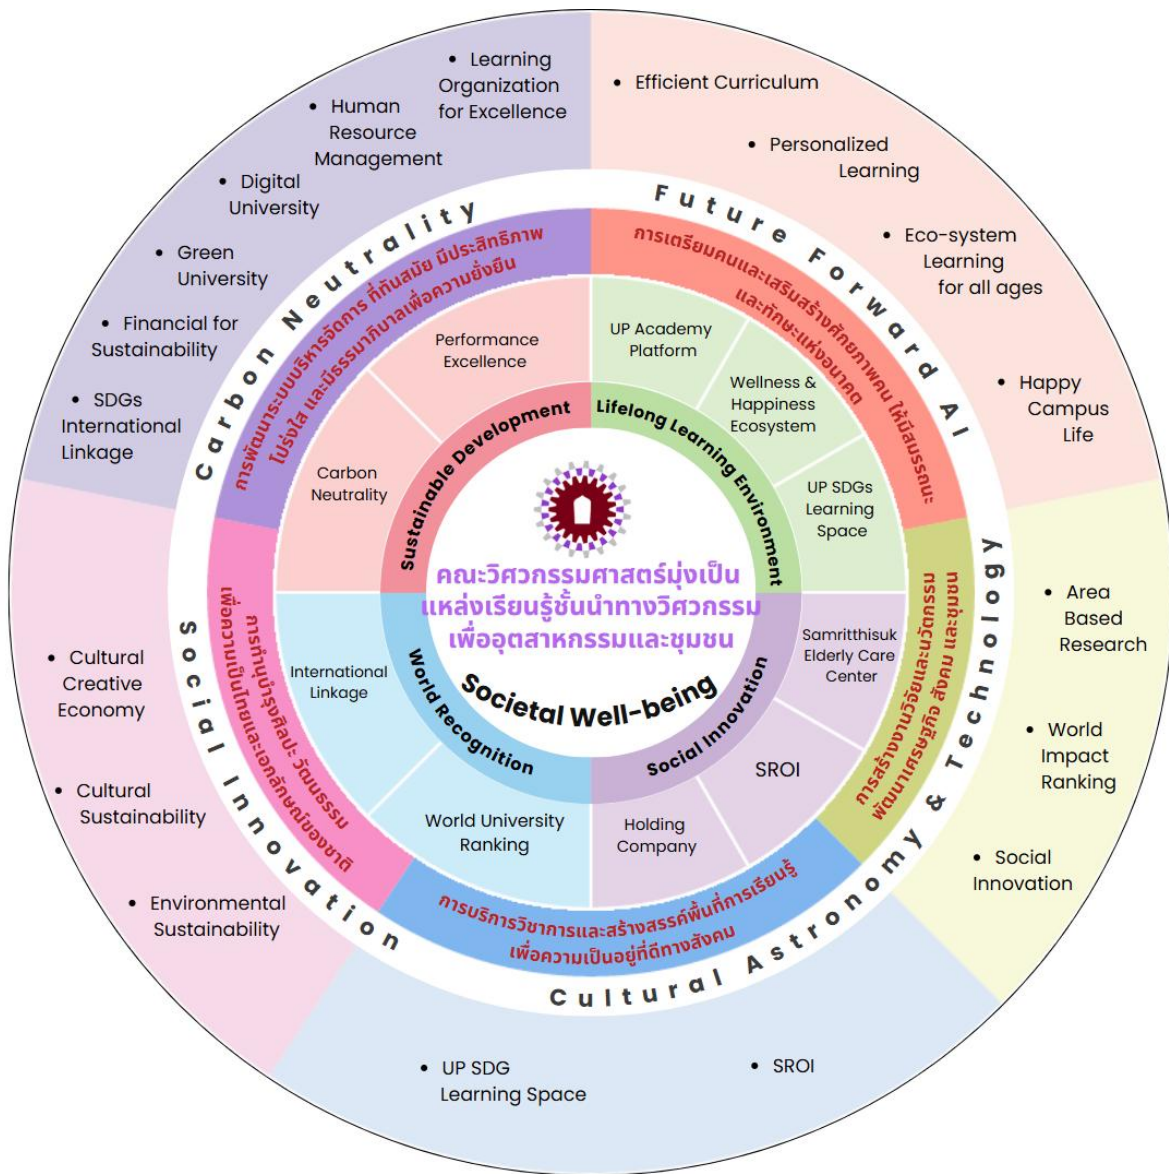 คณะวิศวกรรมศาสตร์มุ่งเป็น
แหล่งเรียนรู้ชั้นนำทางวิศวกรรม
เพื่ออุตสาหกรรมและชุมชน
Societal Well-being
Sustainable Development
Lifelong Learning Environment
Social Innovation
World Recognition
Performance
Excellence
Carbon
Neutrality
UP Academy
Platform
Wellness &
Happiness
Ecosystem
UP SDGs
Learning
Space
Samritthisuk
Elderly Care
Center
SROI
Holding
Company
World University
Ranking
International
Linkage
การพัฒนาระบบบริหารจัดการ ที่ทันสมัย มีประสิทธิภาพ
โปร่งใส และมีธรรมาภิบาลเพื่อความยั่งยืน
การเตรียมคนและเสริมสร้างศักยภาพคน ให้มีสมรรถนะ
และทักษะแห่งอนาคต
การสร้างงานวิจัยและนวัตกรรม
พัฒนาเศรษฐกิจ สังคม และชุมชน
การบริการวิชาการและสร้างสรรค์พื้นที่การเรียนรู้
เพื่อความเป็นอยู่ที่ดีทางสังคม
การทำนุบำรุงศิลปะ วัฒนธรรม
เพื่อความเป็นไทยและเอกลักษณ์ของชาติ
Carbon Neutrality
Future Forward AI
Cultural Astronomy & Technology
Social Innovation
• Learning
Organization
for Excellence
• Human
Resource
Management
• Digital
University
• Green
University
• Financial for
Sustainability
• SDGs
International
Linkage
• Efficient Curriculum
• Personalized
Learning
• Eco-system
Learning
for all ages
• Happy
Campus
Life
• Area
Based
Research
• World
Impact
Ranking
• Social
Innovation
• SROI
• UP SDG
Learning Space
• Cultural
Creative
Economy
• Cultural
Sustainability
• Environmental
Sustainability